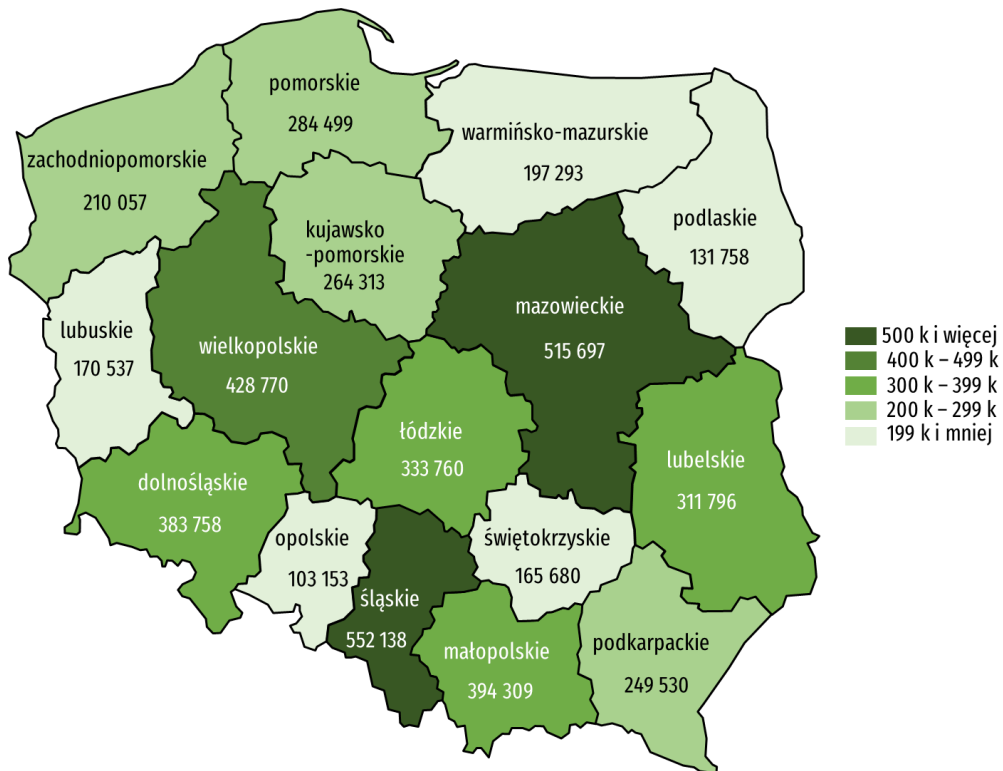 pomorskie
284 499
warmińsko-mazurskie
197 293
zachodniopomorskie
210 057
podlaskie
131 758
kujawsko
-pomorskie
264 313
mazowieckie
515 697
lubuskie
170 537
wielkopolskie
428 770
łódzkie
333 760
lubelskie
311 796
dolnośląskie
383 758
opolskie
103 153
świętokrzyskie
165 680
śląskie
552 138
małopolskie
394 309
podkarpackie
249 530
500 k i więcej
400 k – 499 k
300 k – 399 k
200 k – 299 k
199 k i mniej